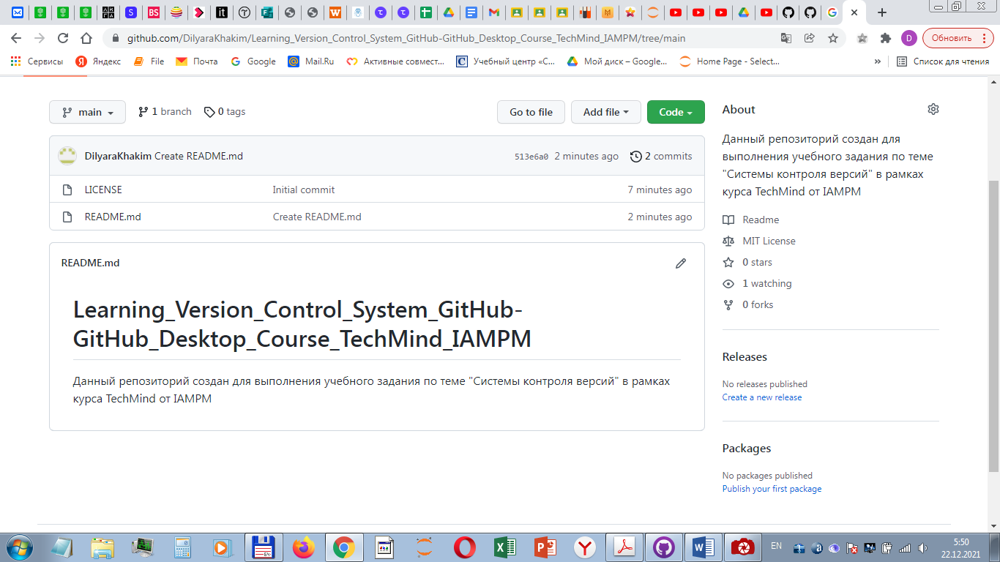 github.com/DilyaraKhakim/Learning_Version_Control_System_GitHub-GitHub_Desktop_Course_TechMind_IAMPM/tree/main
D
Обновить
Сервисы
Яндекс
File
Почта
Google
Mail.Ru
Активные совмест...
Учебный центр «С...
Мой диск – Google...
Home Page - Select...
»
Список для чтения
main
1 branch
0 tags
Go to file
Add file
Code
DilyaraKhakim Create README.md
513e6a0 2 minutes ago
2 commits
LICENSE
Initial commit
7 minutes ago
README.md
Create README.md
2 minutes ago
README.md
Learning_Version_Control_System_GitHub-
GitHub_Desktop_Course_TechMind_IAMPM
Данный репозиторий создан для выполнения учебного задания по теме "Системы контроля версий" в рамках
курса TechMind от IAMPM
About
Данный репозиторий создан для
выполнения учебного задания по теме
"Системы контроля версий" в рамках
курса TechMind от IAMPM
Readme
MIT License
0 stars
1 watching
0 forks
Releases
No releases published
Create a new release
Packages
No packages published
Publish your first package
EN
5:50
22.12.2021